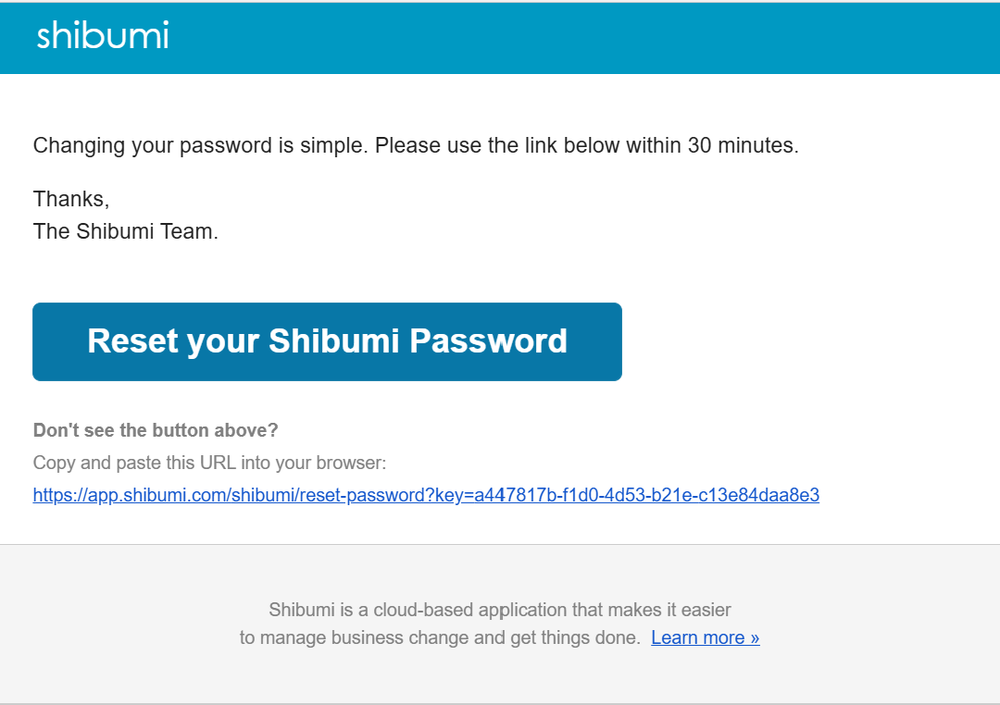 shibumi
Changing your password is simple. Please use the link below within 30 minutes.
Thanks,
The Shibumi Team.
Reset your Shibumi Password
Don't see the button above?
Copy and paste this URL into your browser:
https://app.shibumi.com/shibumi/reset-password?key=a447817b-f1d0-4d53-b21e-c13e84daa8e3
Shibumi is a cloud-based application that makes it easier
to manage business change and get things done. Learn more »